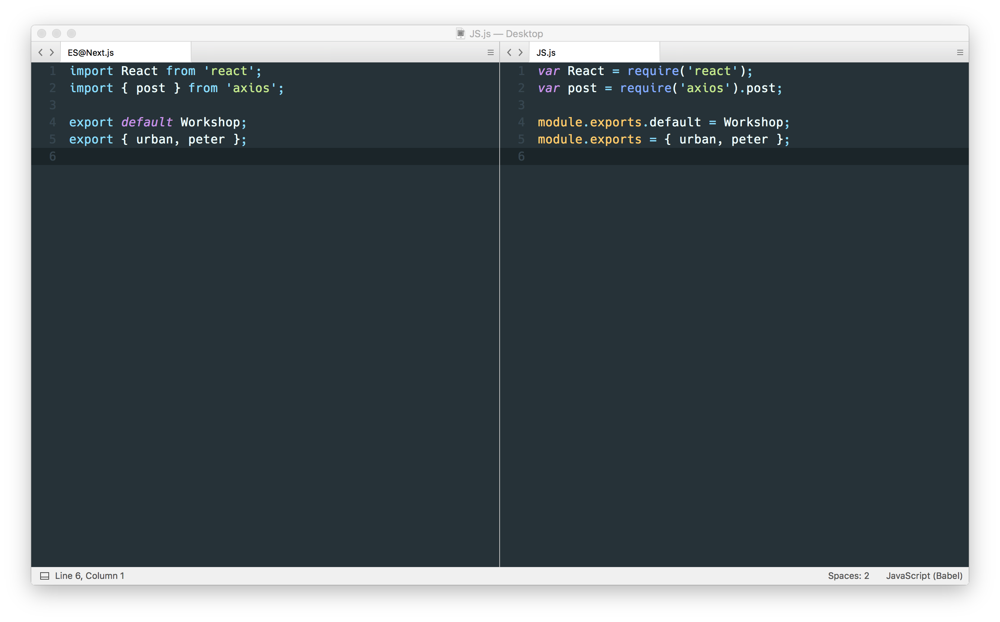 JS.js — Desktop
ES@Next.js
1 import React from 'react';
2 import { post } from 'axios';
3
4 export default Workshop;
5 export { urban, peter };
6
JS.js
1 var React = require('react');
2 var post = require('axios').post;
3
4 module.exports.default = Workshop;
5 module.exports = { urban, peter };
6
Line 6, Column 1
Spaces: 2
JavaScript (Babel)